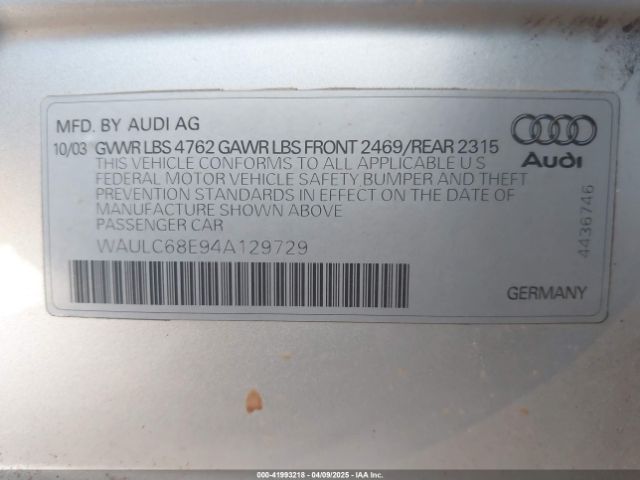 MFD. BY AUDI AG
10/03 GVWR LBS 4762 GAWR LBS FRONT 2469/REAR 2315
THIS VEHICLE CONFORMS TO ALL APPLICABLE U S
FEDERAL MOTOR VEHICLE SAFETY, BUMPER AND THEFT
PREVENTION STANDARDS IN EFFECT ON THE DATE OF
MANUFACTURE SHOWN ABOVE
PASSENGER CAR
WAULC68E94A129729
Audi
4436746
GERMANY
000-41993218 - 04/09/2025 - IAA Inc.